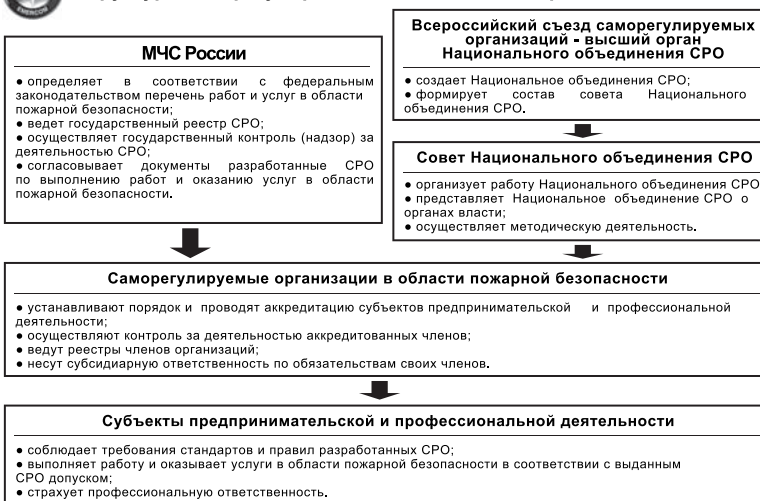 EMERCOM
МЧС России
● определяет в соответствии с федеральным
законодательством перечень работ и услуг в области
пожарной безопасности;
● ведет государственный реестр СРО;
● осуществляет государственный контроль (надзор) за
деятельностью СРО;
● согласовывает документы разработанные СРО
по выполнению работ и оказанию услуг в области
пожарной безопасности.
Всероссийский съезд саморегулируемых
организаций - высший орган
Национального объединения СРО
● создает Национальное объединения СРО;
● формирует состав совета Национального
объединения СРО.
Совет Национального объединения СРО
● организует работу Национального объединения СРО
● представляет Национальное объединение СРО о
органах власти;
● осуществляет методическую деятельность.
Саморегулируемые организации в области пожарной безопасности
● устанавливают порядок и проводят аккредитацию субъектов предпринимательской и профессиональной
деятельности;
● осуществляют контроль за деятельностью аккредитованных членов;
● ведут реестры членов организаций;
● несут субсидиарную ответственность по обязательствам своих членов.
Субъекты предпринимательской и профессиональной деятельности
● соблюдает требования стандартов и правил разработанных СРО;
● выполняет работу и оказывает услуги в области пожарной безопасности в соответствии с выданным
СРО допуском;
● страхует профессиональную ответственность.